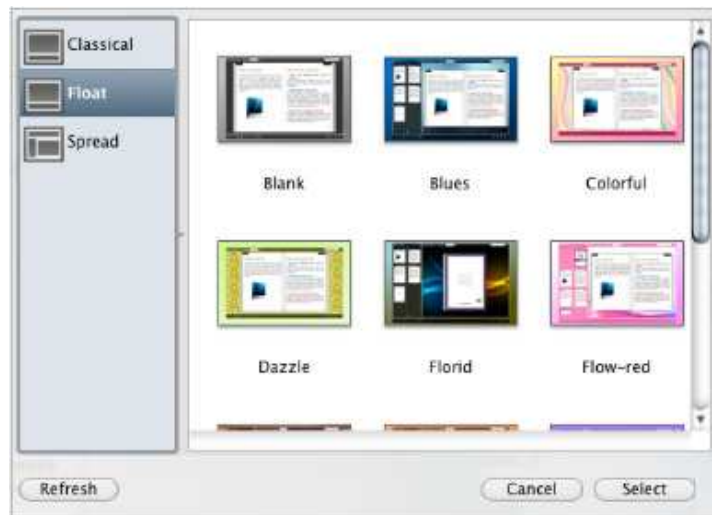 Classical
Float
Spread
Blank
Blues
Colorful
Dazzle
Florid
Flow-red
Refresh
Cancel
Select